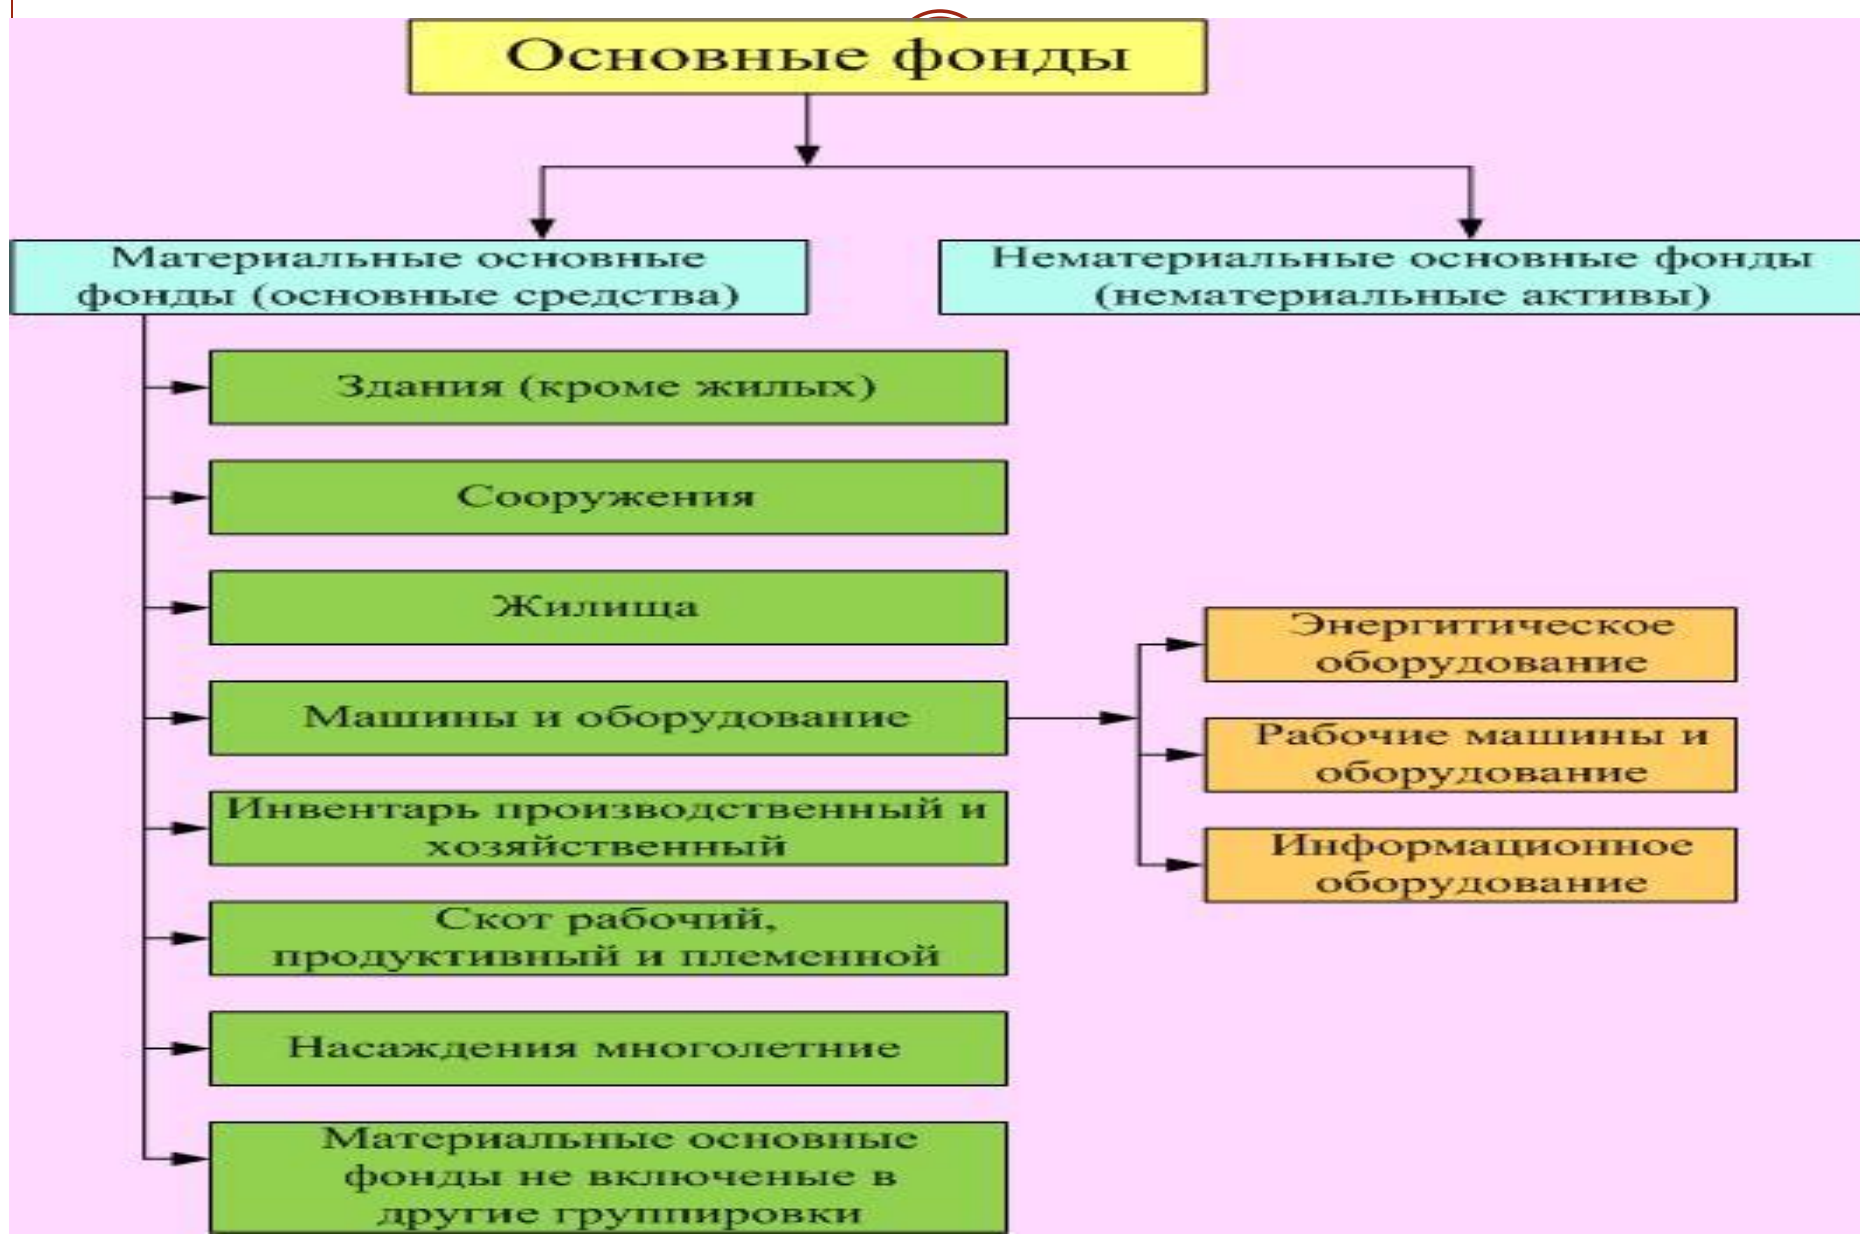 Основные фонды
Материальные основные
фонды (основные средства)
Нематериальные основные фонды
(нематериальные активы)
Здания (кроме жилых)
Сооружения
Жилища
Машины и оборудование
Инвентарь производственный и
хозяйственный
Скот рабочий,
продуктивный и племенной
Насаждения многолетние
Материальные основные
фонды не включеные в
другие группировки
Энергитическое
оборудование
Рабочие машины и
оборудование
Информационное
оборудование